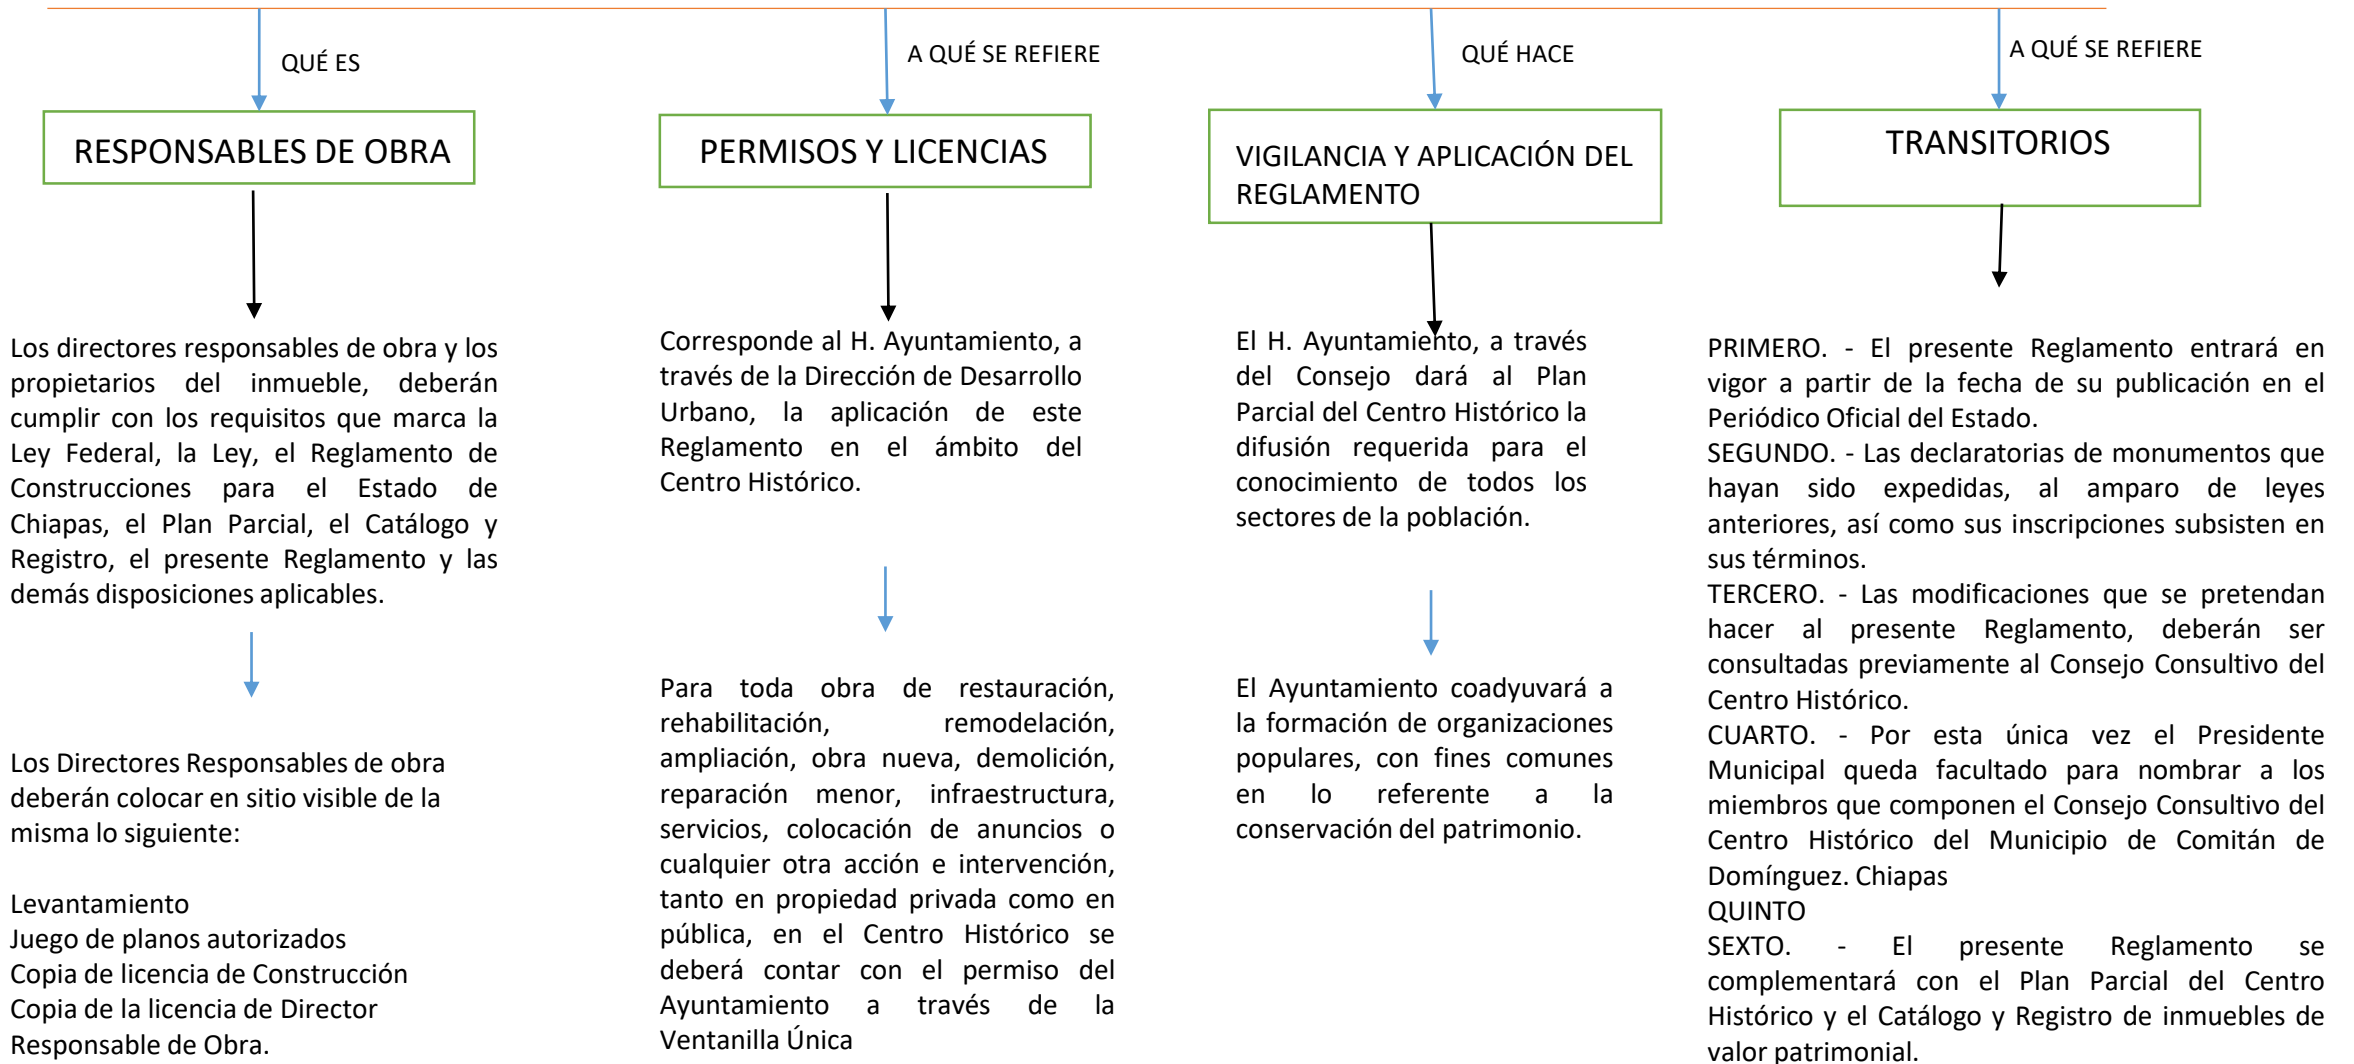 QUÉ ES
RESPONSABLES DE OBRA
Los directores responsables de obra y los
propietarios del inmueble, deberán
cumplir con los requisitos que marca la
Ley Federal, la Ley, el Reglamento de
Construcciones para el Estado de
Chiapas, el Plan Parcial, el Catálogo y
Registro, el presente Reglamento y las
demás disposiciones aplicables.
Los Directores Responsables de obra
deberán colocar en sitio visible de la
misma lo siguiente:
Levantamiento
Juego de planos autorizados
Copia de licencia de Construcción
Copia de la licencia de Director
Responsable de Obra.
A QUÉ SE REFIERE
PERMISOS Y LICENCIAS
Corresponde al H. Ayuntamiento, a
través de la Dirección de Desarrollo
Urbano, la aplicación de este
Reglamento en el ámbito del
Centro Histórico.
Para toda obra de restauración,
rehabilitación, remodelación,
ampliación, obra nueva, demolición,
reparación menor, infraestructura,
servicios, colocación de anuncios o
cualquier otra acción e intervención,
tanto en propiedad privada como en
pública, en el Centro Histórico se
deberá contar con el permiso del
Ayuntamiento a través de la
Ventanilla Única
QUÉ HACE
VIGILANCIA Y APLICACIÓN DEL
REGLAMENTO
El H. Ayuntamiento, a través
del Consejo dará al Plan
Parcial del Centro Histórico la
difusión requerida para el
conocimiento de todos los
sectores de la población.
El Ayuntamiento coadyuvará a
la formación de organizaciones
populares, con fines comunes
en lo referente a la
conservación del patrimonio.
A QUÉ SE REFIERE
TRANSITORIOS
PRIMERO. - El presente Reglamento entrará en
vigor a partir de la fecha de su publicación en el
Periódico Oficial del Estado.
SEGUNDO. - Las declaratorias de monumentos que
hayan sido expedidas, al amparo de leyes
anteriores, así como sus inscripciones subsisten en
sus términos.
TERCERO. - Las modificaciones que se pretendan
hacer al presente Reglamento, deberán ser
consultadas previamente al Consejo Consultivo del
Centro Histórico.
CUARTO. - Por esta única vez el Presidente
Municipal queda facultado para nombrar a los
miembros que componen el Consejo Consultivo del
Centro Histórico del Municipio de Comitán de
Domínguez. Chiapas
QUINTO
SEXTO. - El presente Reglamento se
complementará con el Plan Parcial del Centro
Histórico y el Catálogo y Registro de inmuebles de
valor patrimonial.